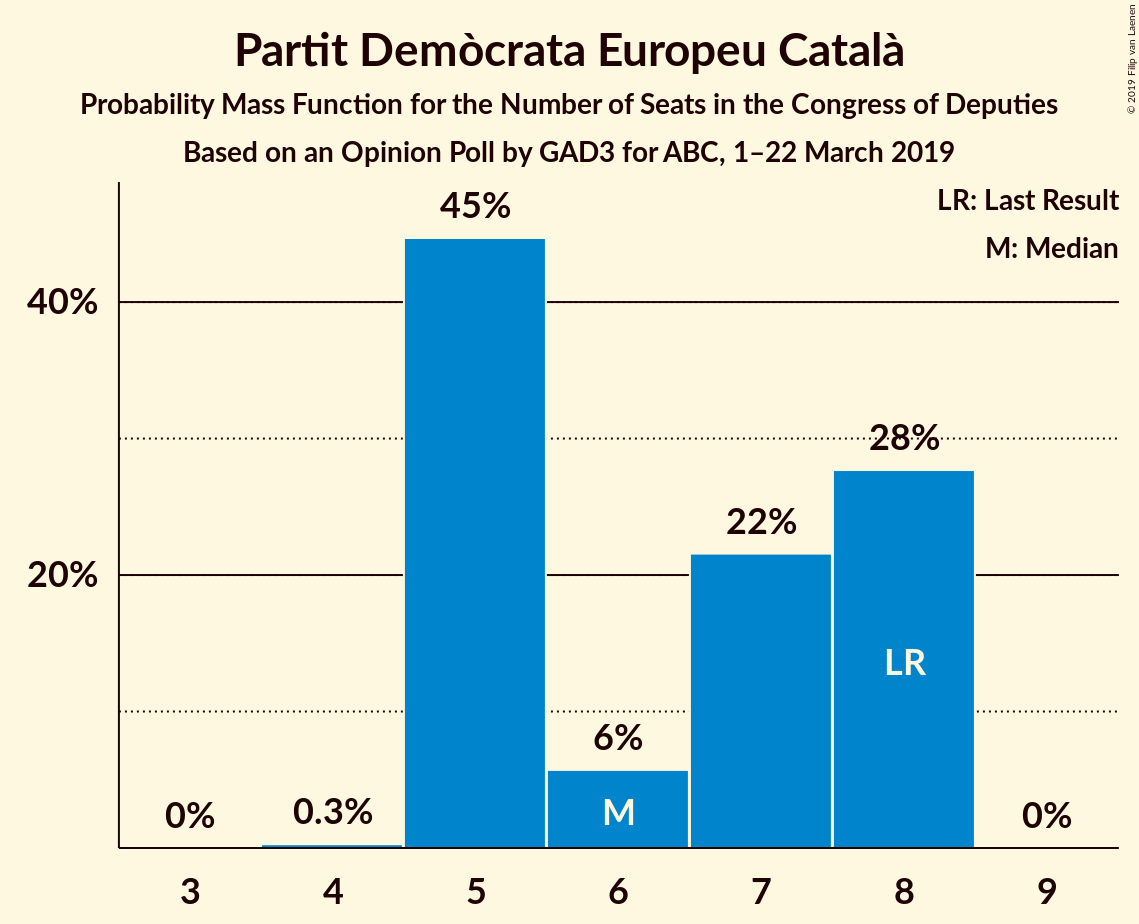 Partit Demòcrata Europeu Català
Probability Mass Function for the Number of Seats in the Congress of Deputies
Based on an Opinion Poll by GAD3 for ABC, 1–22 March 2019
© 2019 Filip van Laenen
LR: Last Result
M: Median
45%
40%
28%
22%
20%
LR
6%
M
0%
0.3%
0%
3 4 5 6 7 8 9